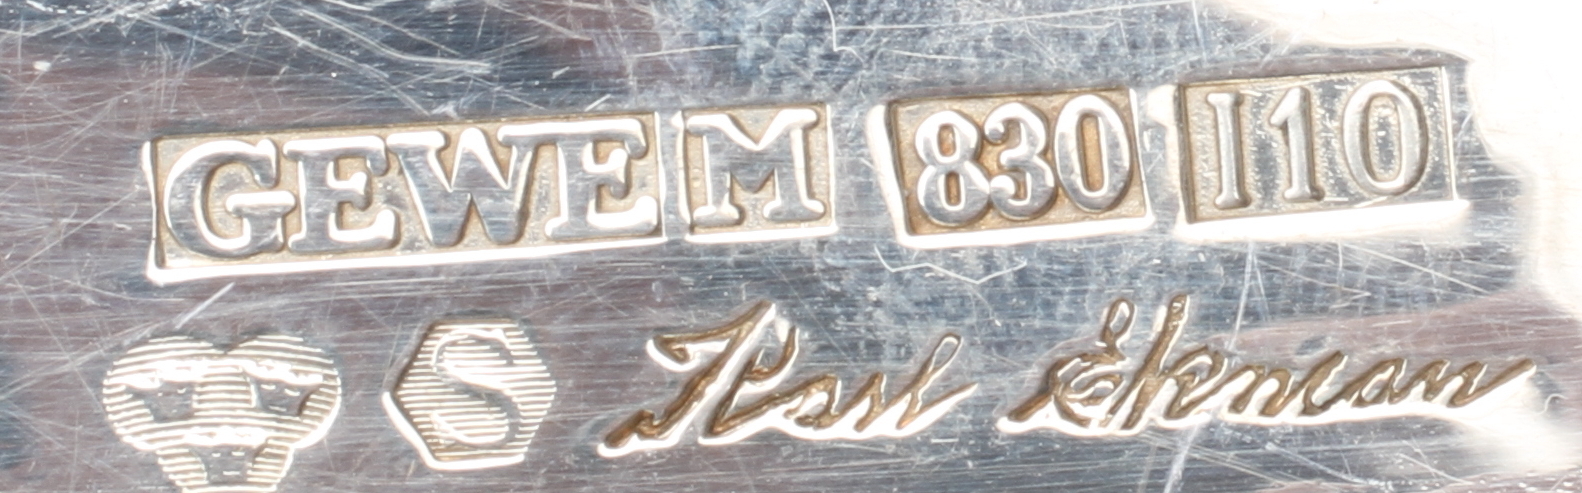 GEWE M 830 I10
S Karl Ekman